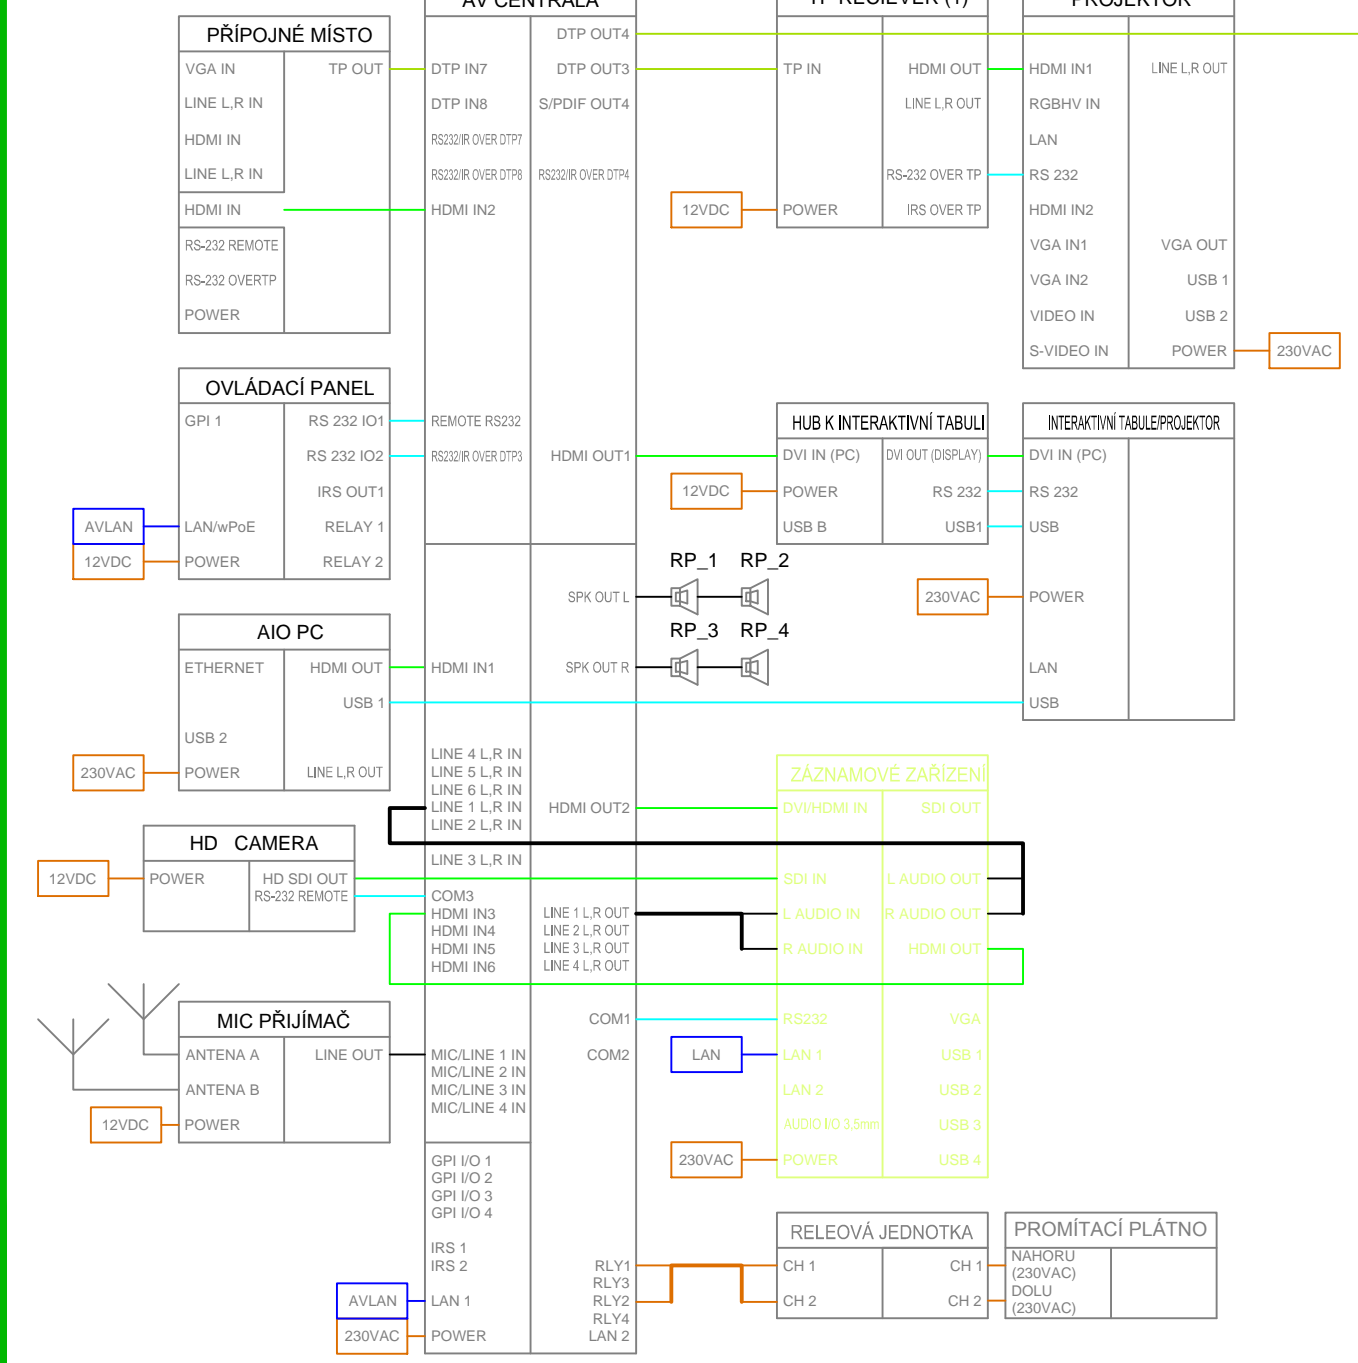 AV CENTRÁLA
TP RECIEVER (1)
PROJEKTOR
PŘÍPOJNÉ MÍSTO
VGA IN
TP OUT
LINE L,R IN
HDMI IN
LINE L,R IN
HDMI IN
RS-232 REMOTE
RS-232 OVERTP
POWER
DTP OUT4
DTP IN7
DTP OUT3
DTP IN8
S/PDIF OUT4
RS232/IR OVER DTP7
RS232/IR OVER DTP8
RS232/IR OVER DTP4
HDMI IN2
TP IN
HDMI OUT
LINE L,R OUT
RS-232 OVER TP
12VDC
POWER
IRS OVER TP
HDMI IN1
LINE L,R OUT
RGBHV IN
LAN
RS 232
HDMI IN2
VGA IN1
VGA OUT
VGA IN2
USB 1
VIDEO IN
USB 2
S-VIDEO IN
POWER
230VAC
OVLÁDACÍ PANEL
GPI 1
RS 232 IO1
RS 232 IO2
IRS OUT1
AVLAN
LAN/wPoE
RELAY 1
12VDC
POWER
RELAY 2
REMOTE RS232
RS232/IR OVER DTP3
HDMI OUT1
HUB K INTERAKTIVNÍ TABULI
DVI IN (PC)
DVI OUT (DISPLAY)
12VDC
POWER
RS 232
USB B
USB1
INTERAKTIVNÍ TABULE/PROJEKTOR
DVI IN (PC)
RS 232
USB
230VAC
POWER
LAN
USB
RP_1
RP_2
SPK OUT L
RP_3
RP_4
SPK OUT R
AIO PC
ETHERNET
HDMI OUT
USB 1
USB 2
230VAC
POWER
LINE L,R OUT
HDMI IN1
LINE 4 L,R IN
LINE 5 L,R IN
LINE 6 L,R IN
LINE 1 L,R IN
LINE 2 L,R IN
LINE 3 L,R IN
HDMI OUT2
HD CAMERA
12VDC
POWER
HD SDI OUT
RS-232 REMOTE
COM3
HDMI IN3
HDMI IN4
HDMI IN5
HDMI IN6
LINE 1 L,R OUT
LINE 2 L,R OUT
LINE 3 L,R OUT
LINE 4 L,R OUT
ZÁZNAMOVÉ ZAŘÍZENÍ
DVI/HDMI IN
SDI OUT
SDI IN
L AUDIO OUT
L AUDIO IN
R AUDIO OUT
R AUDIO IN
HDMI OUT
RS232
VGA
LAN
LAN 1
USB 1
LAN 2
USB 2
AUDIO I/O 3,5mm
USB 3
230VAC
POWER
USB 4
MIC PŘIJÍMAČ
ANTENA A
LINE OUT
ANTENA B
12VDC
POWER
COM1
COM2
MIC/LINE 1 IN
MIC/LINE 2 IN
MIC/LINE 3 IN
MIC/LINE 4 IN
GPI I/O 1
GPI I/O 2
GPI I/O 3
GPI I/O 4
IRS 1
IRS 2
AVLAN
LAN 1
230VAC
POWER
RLY1
RLY3
RLY2
RLY4
LAN 2
RELEOVÁ JEDNOTKA
CH 1
CH 1
CH 2
CH 2
PROMÍTACÍ PLÁTNO
NAHORU
(230VAC)
DOLU
(230VAC)